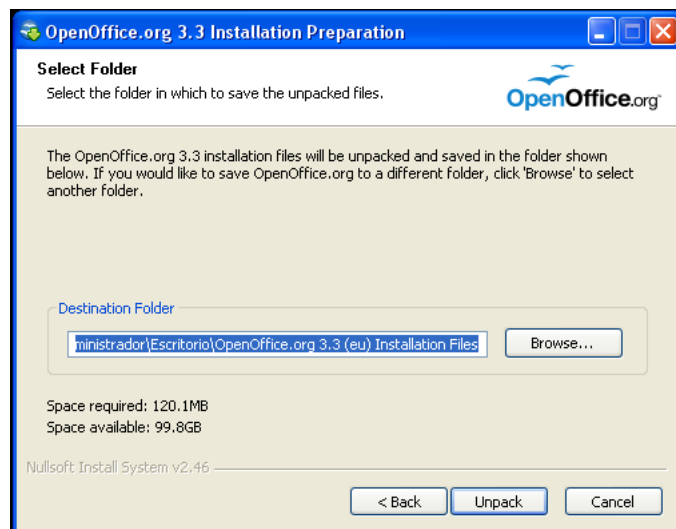 OpenOffice.org 3.3 Installation Preparation
Select Folder
Select the folder in which to save the unpacked files.
OpenOffice.org
The OpenOffice.org 3.3 installation files will be unpacked and saved in the folder shown
below. If you would like to save OpenOffice.org to a different folder, click 'Browse' to select
another folder.
Destination Folder
ministrador\Escritorio\OpenOffice.org 3.3 (eu) Installation Files
Browse...
Space required: 120.1MB
Space available: 99.8GB
Nullsoft Install System v2.46
< Back
Unpack
Cancel